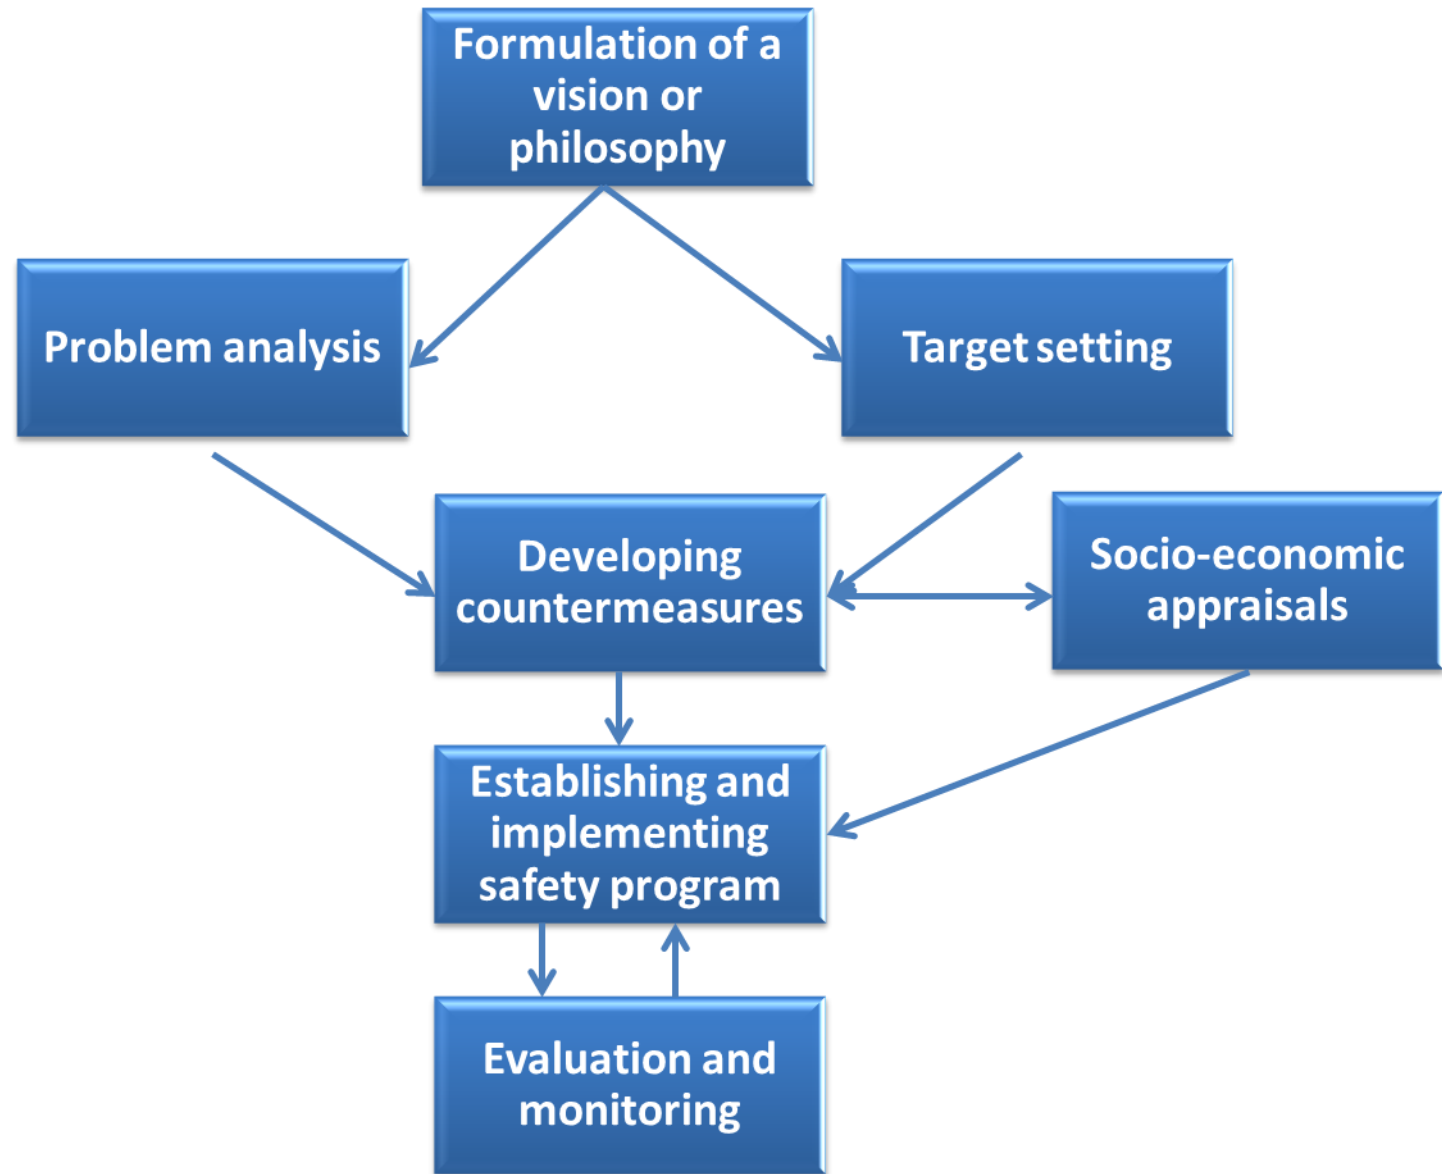 Formulation of a
vision or
philosophy
Problem analysis
Target setting
Developing
countermeasures
Socio-economic
appraisals
Establishing and
implementing
safety program
Evaluation and
monitoring